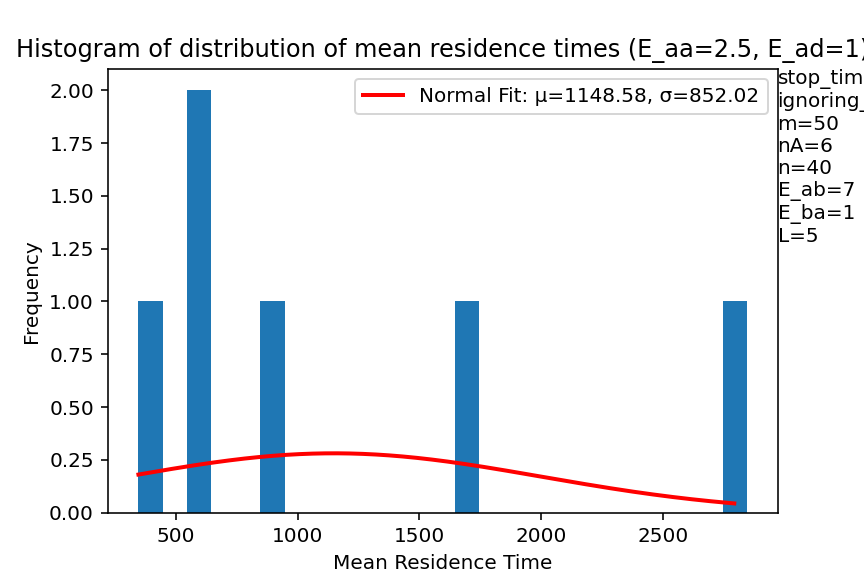 Histogram of distribution of mean residence times (E_aa=2.5, E_ad=1)
Normal Fit: μ=1148.58, σ=852.02
stop_tim
ignoring_
m=50
nA=6
n=40
E_ab=7
E_ba=1
L=5
Frequency
2.00
1.75
1.50
1.25
1.00
0.75
0.50
0.25
0.00
500 1000 1500 2000 2500
Mean Residence Time